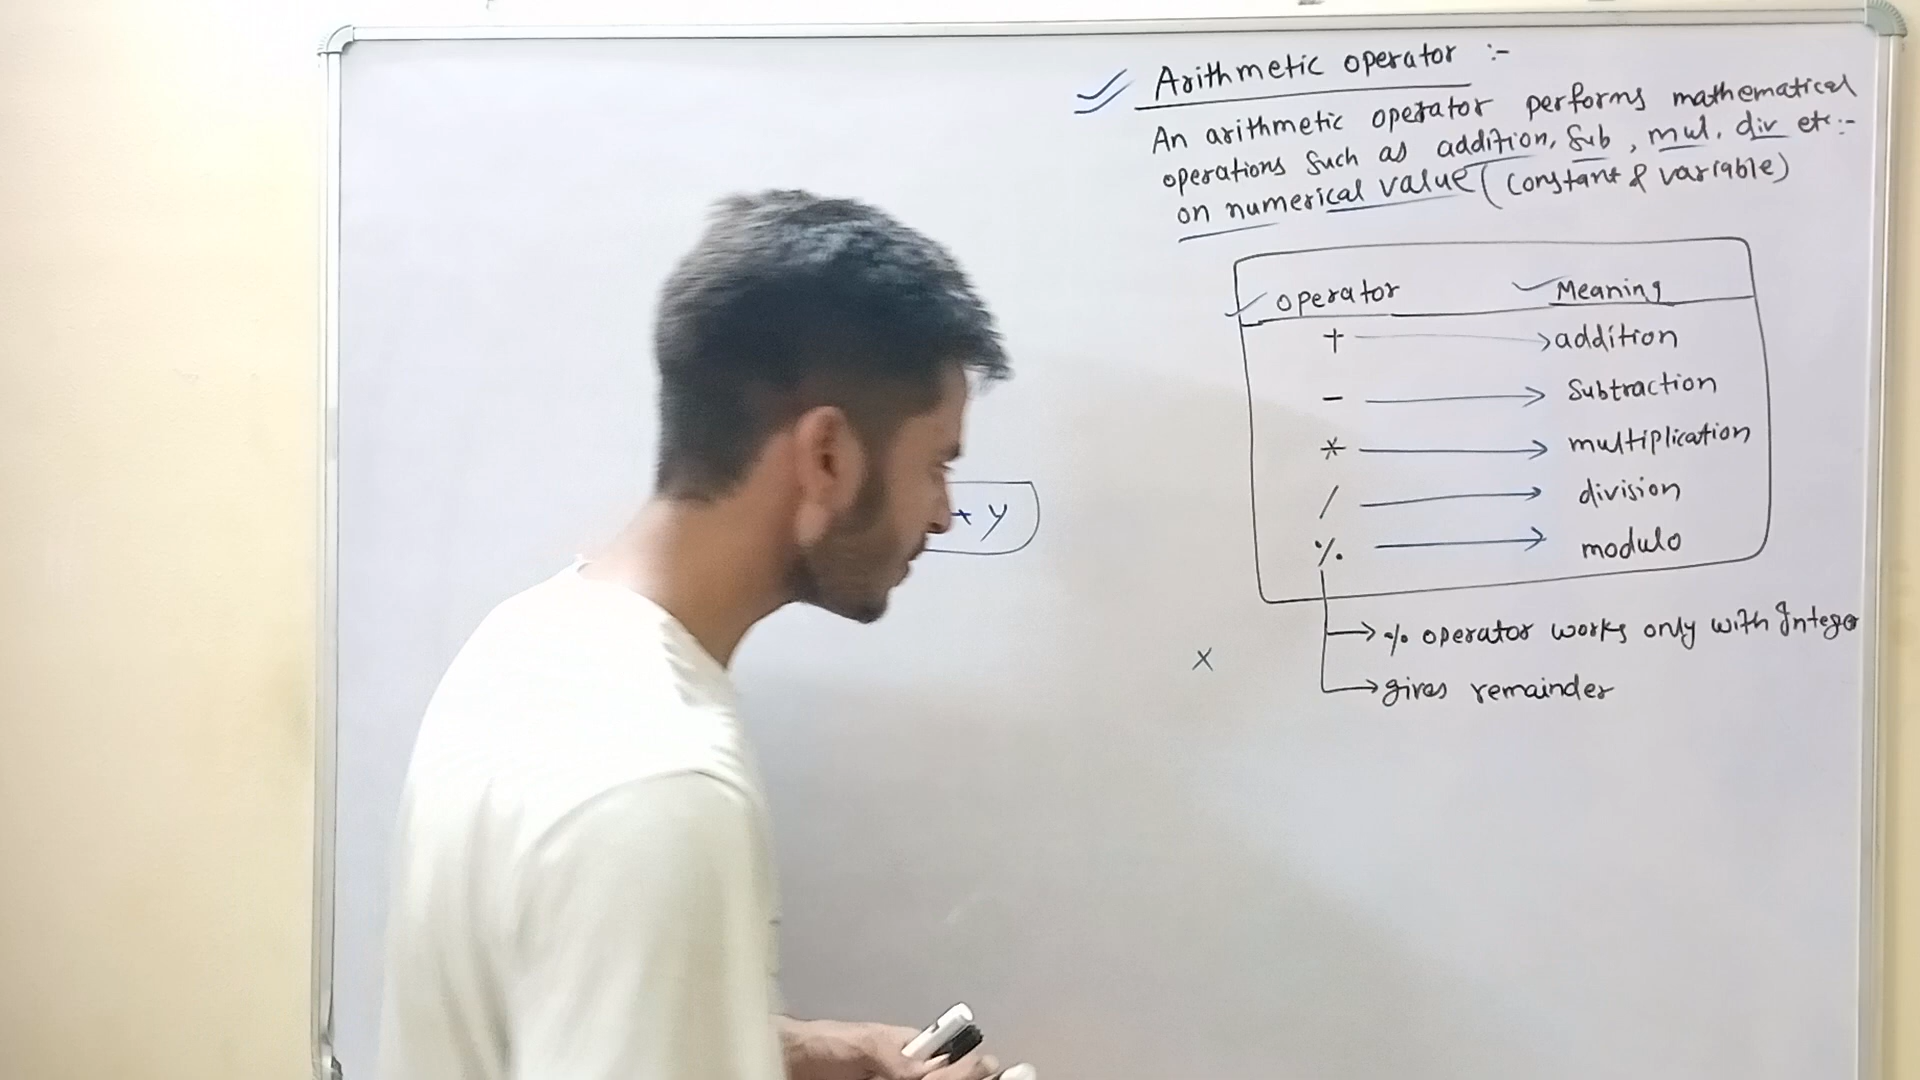 Arithmetic operator :-
An arithmetic operator performs mathematical
operations such as addition, Sub, mul, div etc:-
on numerical value (constant & variable)
operator Meaning
+ → addition
- → Subtraction
* → multiplication
/ → division
% → modulo
+ y
→ % operator works only with Integer
x
→ gives remainder